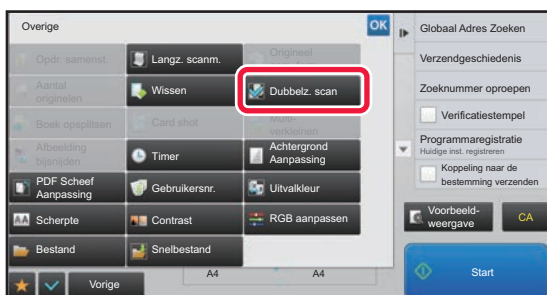 Overige
OK
Opdr. samenst.
Langz. scanm.
Origineel
Aantal
originelen
Wissen
Dubbelz. scan
Boek opsplitsen
Card shot
Multi-
verkleinen
Afbeelding
bijsnijden
Timer
Achtergrond
Aanpassing
PDF Scheef
Aanpassing
Gebruikersnr.
Uitvalkleur
AA
Scherpte
Contrast
RGB aanpassen
Bestand
Snelbestand
Vorige
A4
A4
Globaal Adres Zoeken
Verzendgeschiedenis
Zoeknummer oproepen
Verificatiestempel
Programmaregistratie
Huidige inst. registreren
Koppeling naar de
bestemming verzenden
Voorbeeld-
weergave
CA
Start